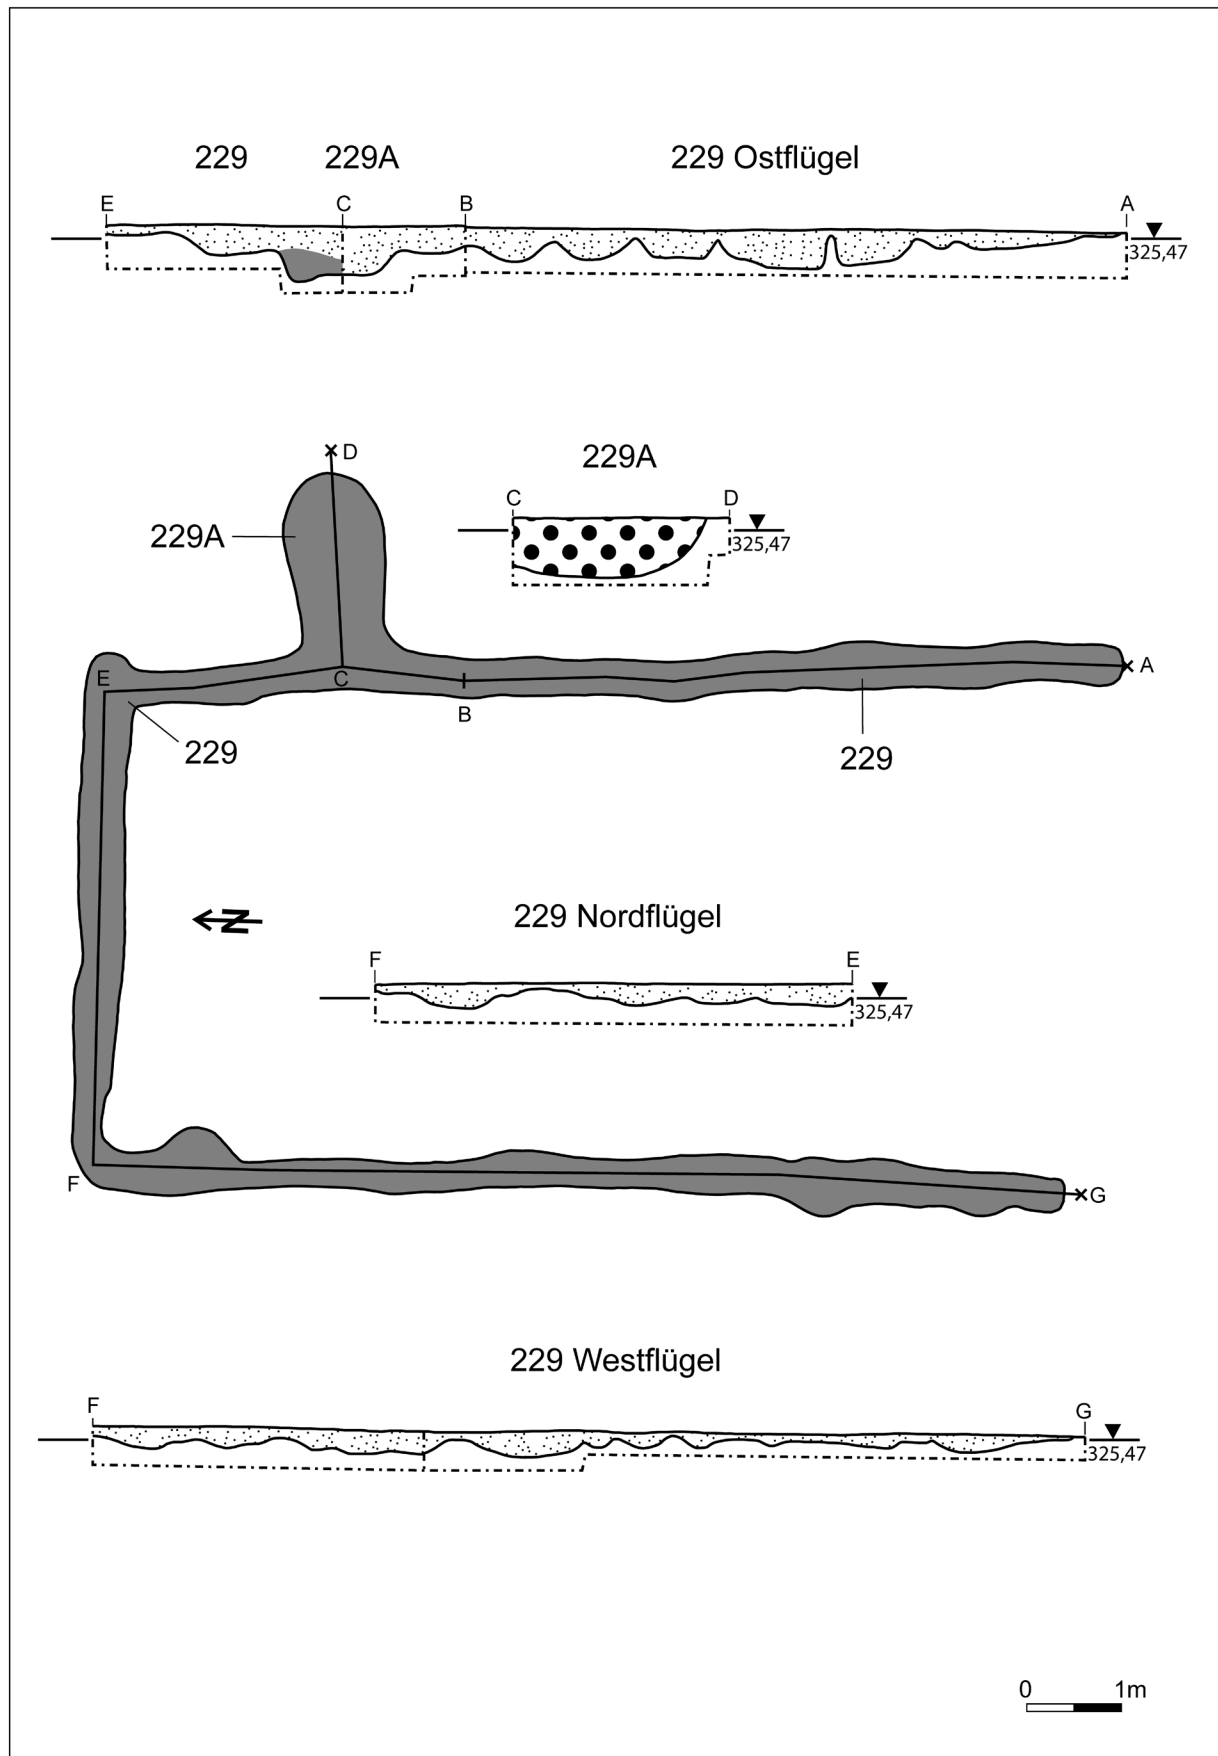 229 229A 229 Ostflügel
E C B A
325,47
D
229A
229A
C D
325,47
E C B A
229 229
N
229 Nordflügel
F E
325,47
F G
229 Westflügel
F G
325,47
0 1m